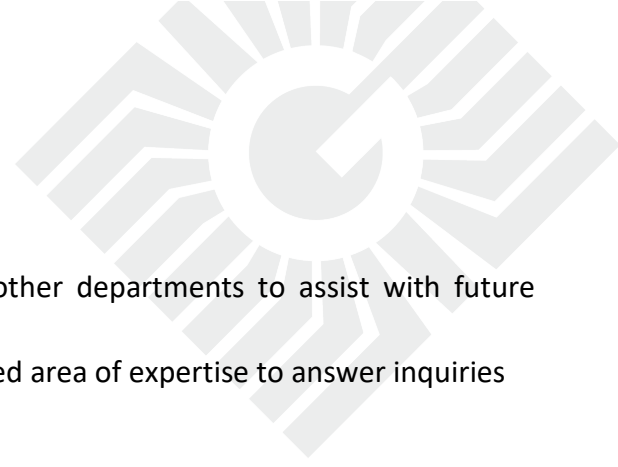 other departments to assist with future
ed area of expertise to answer inquiries